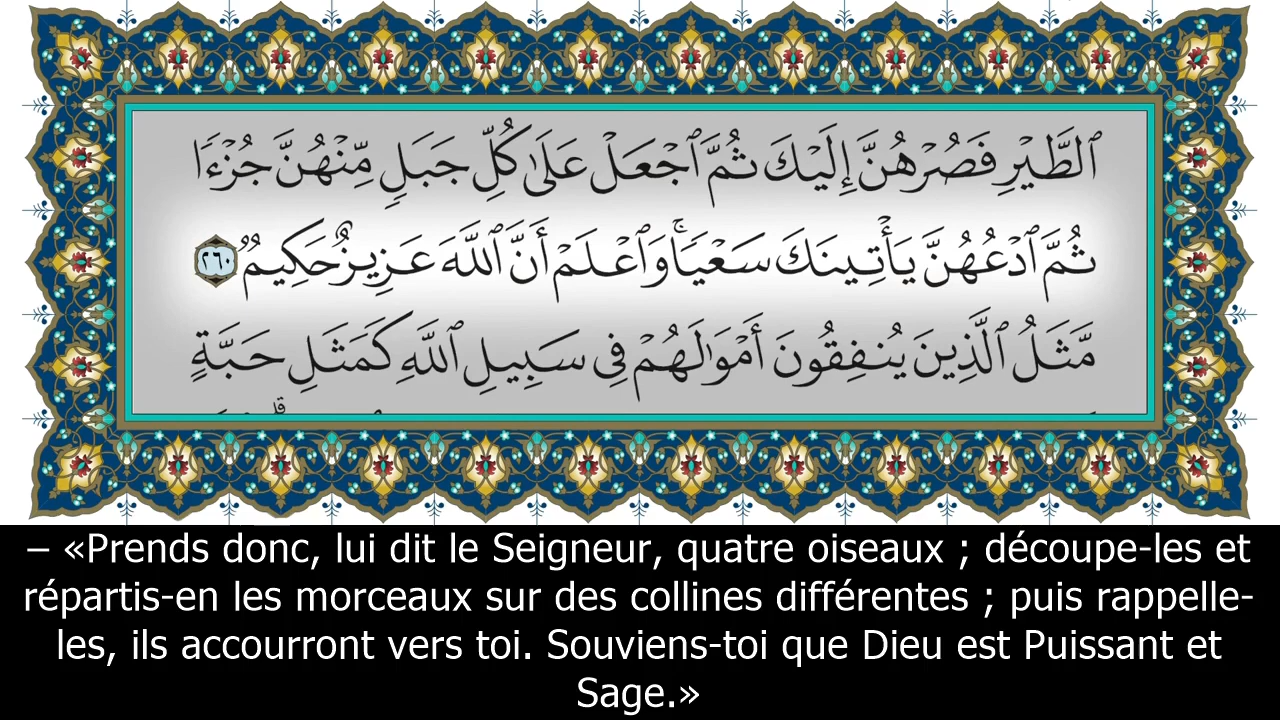 ٱلطَّيْرِ فَصُرْهُنَّ إِلَيْكَ ثُمَّ ٱجْعَلْ عَلَىٰ كُلِّ جَبَلٍ مِّنْهُنَّ جُزْءًا
ثُمَّ ٱدْعُهُنَّ يَأْتِينَكَ سَعْيًا ۚ وَٱعْلَمْ أَنَّ ٱللَّهَ عَزِيزٌ حَكِيمٌ ٢٦٠
مَّثَلُ ٱلَّذِينَ يُنفِقُونَ أَمْوَٰلَهُمْ فِى سَبِيلِ ٱللَّهِ كَمَثَلِ حَبَّةٍ
– «Prends donc, lui dit le Seigneur, quatre oiseaux ; découpe-les et
répartis-en les morceaux sur des collines différentes ; puis rappelle-
les, ils accourront vers toi. Souviens-toi que Dieu est Puissant et
Sage.»